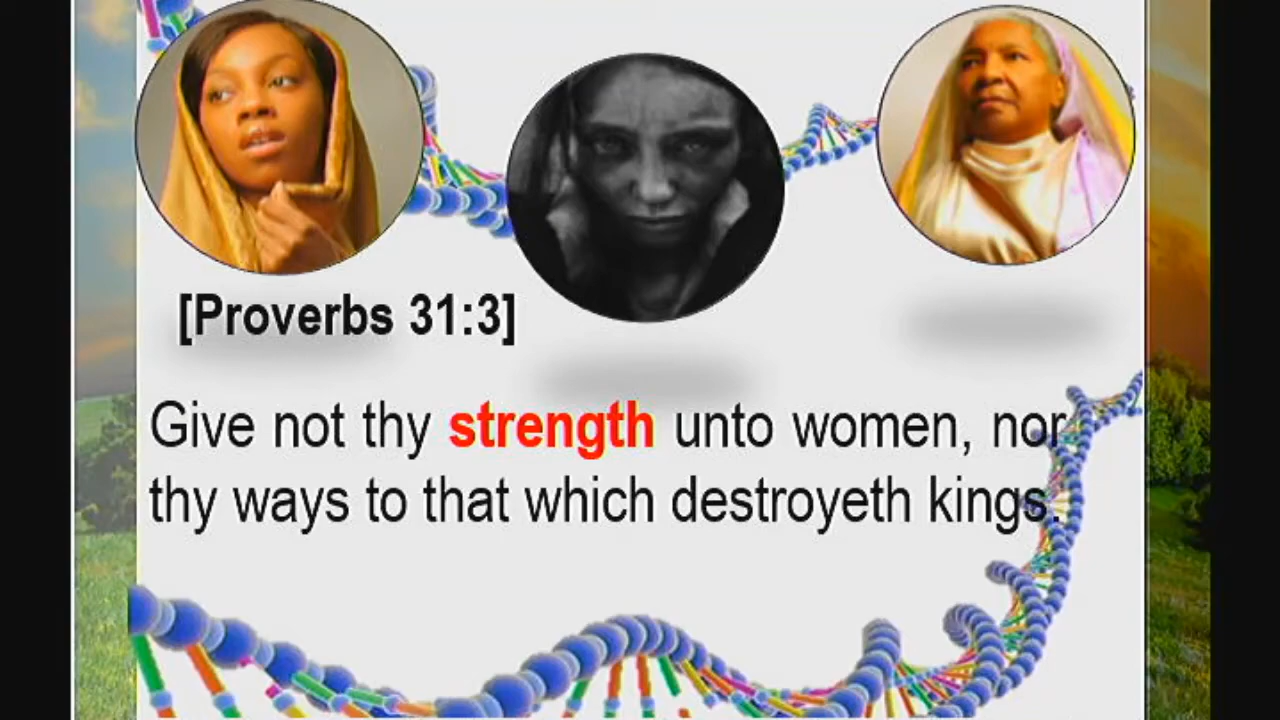 [Proverbs 31:3]
Give not thy strength unto women, nor
thy ways to that which destroyeth kings.